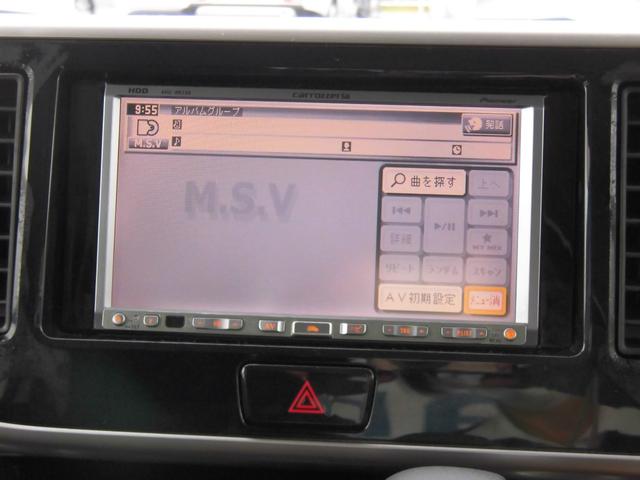 HDD
carrozzeria
Pioneer
9:55 アルバムグループ
発話
M.S.V
M.S.V
曲を探す
上へ
詳細
MY MIX
リピート
ランダム
スキャン
AV初期設定
メニュー消
AV